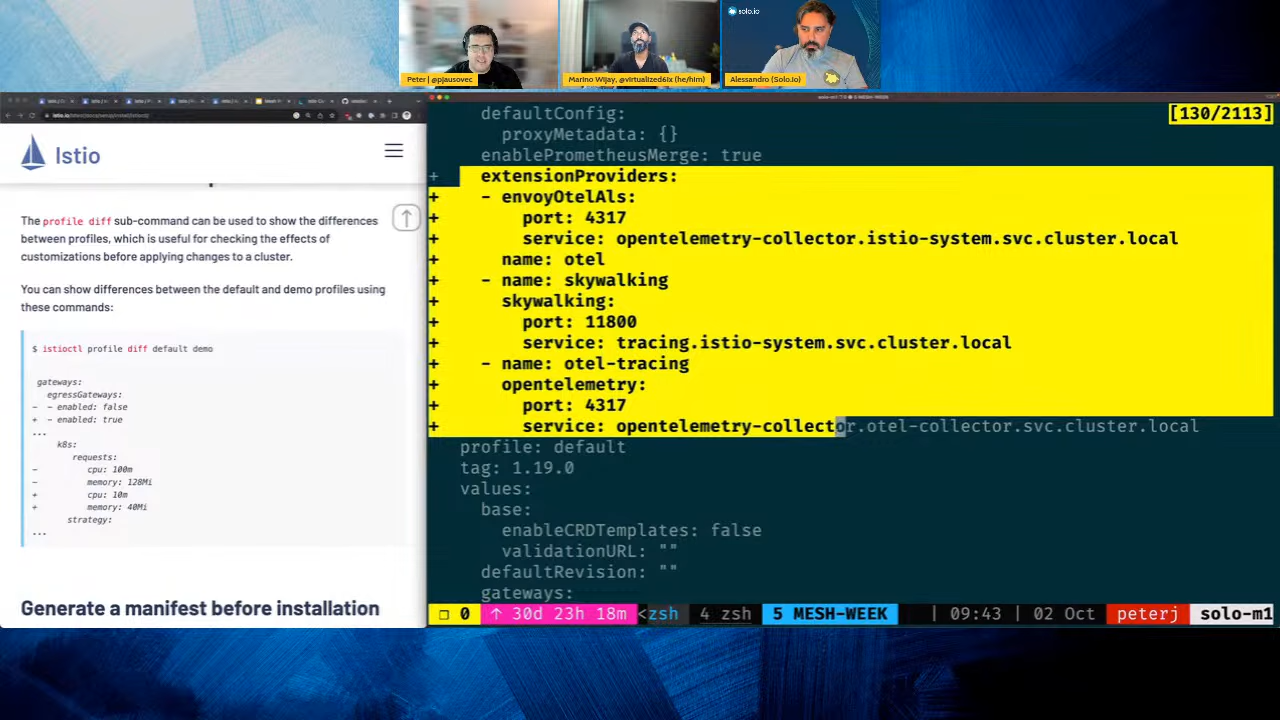 solo.io
Peter | @pjausovec
Marino Wijay, @virtualized6ix (he/him)
Alessandro (Solo.io)
Istio
The profile diff sub-command can be used to show the differences
between profiles, which is useful for checking the effects of
customizations before applying changes to a cluster.
You can show differences between the default and demo profiles using
these commands:
$ istioctl profile diff default demo
gateways:
egressGateways:
- - enabled: false
+ - enabled: true
...
k8s:
requests:
- cpu: 100m
- memory: 128Mi
+ cpu: 10m
+ memory: 40Mi
strategy:
...
Generate a manifest before installation
[130/2113]
defaultConfig:
proxyMetadata: {}
enablePrometheusMerge: true
+ extensionProviders:
+ - envoyOtelAls:
+ port: 4317
+ service: opentelemetry-collector.istio-system.svc.cluster.local
+ name: otel
+ - name: skywalking
+ skywalking:
+ port: 11800
+ service: tracing.istio-system.svc.cluster.local
+ - name: otel-tracing
+ opentelemetry:
+ port: 4317
+ service: opentelemetry-collector.otel-collector.svc.cluster.local
profile: default
tag: 1.19.0
values:
base:
enableCRDTemplates: false
validationURL: ""
defaultRevision: ""
gateways:
❐ 0 ↑ 30d 23h 18m <zsh 4 zsh 5 MESH-WEEK | 09:43 | 02 Oct peterj solo-m1